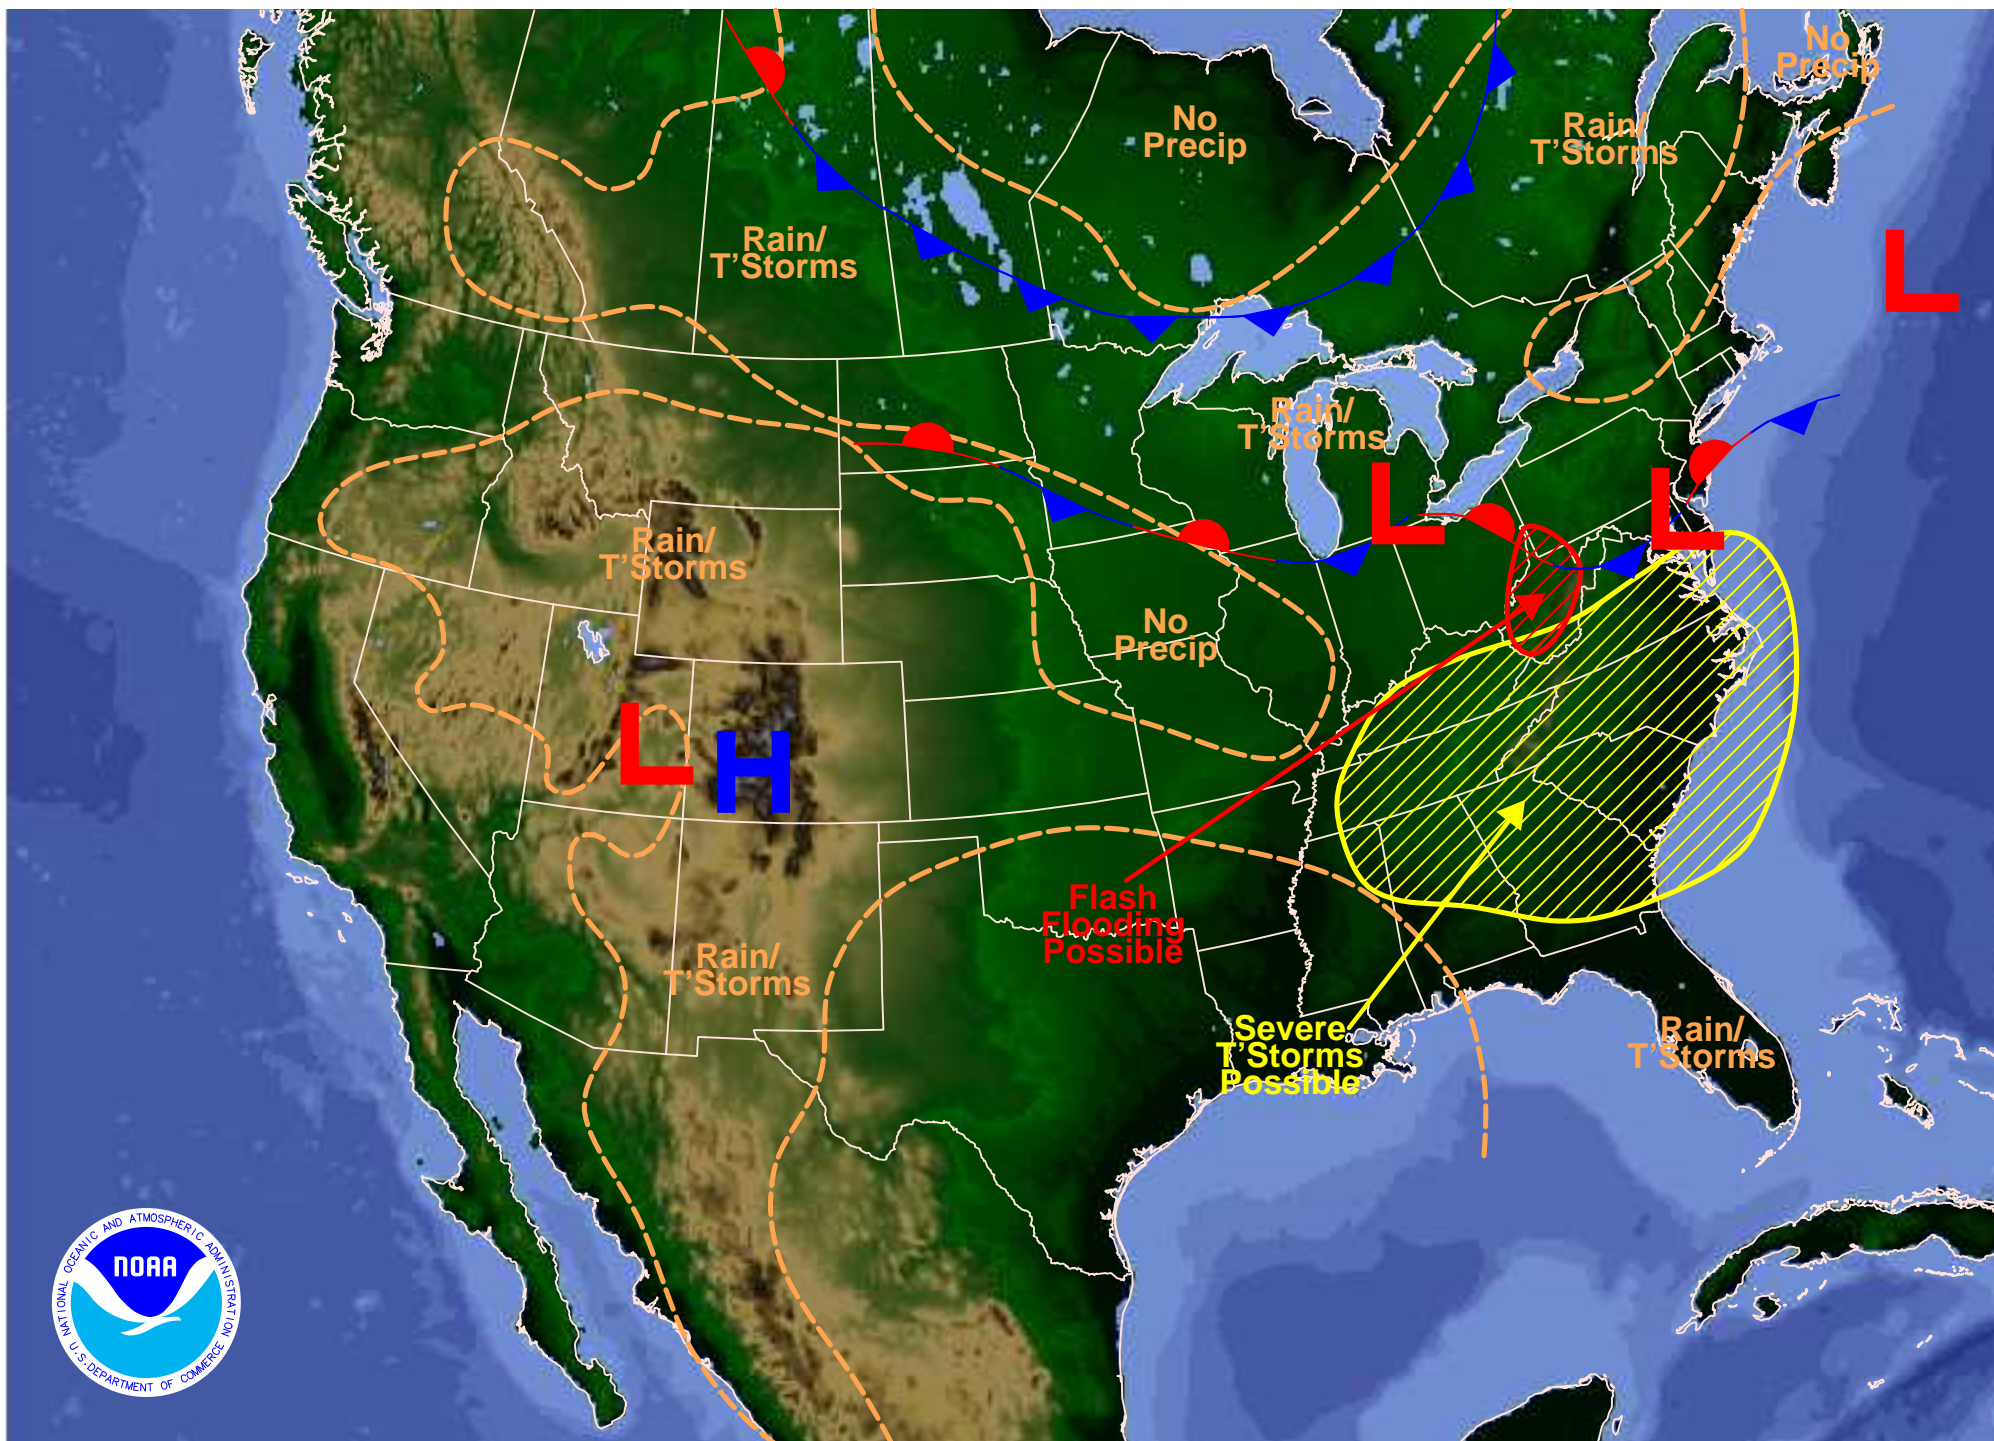 No
Precip
No
Precip
Rain/
T'Storms
Rain/
T'Storms
Rain/
T'Storms
L
L
L
Rain/
T'Storms
No
Precip
L
H
Flash
Flooding
Possible
Rain/
T'Storms
Severe
T'Storms
Possible
Rain/
T'Storms
NATIONAL OCEANIC AND ATMOSPHERIC ADMINISTRATION
NOAA
U.S. DEPARTMENT OF COMMERCE